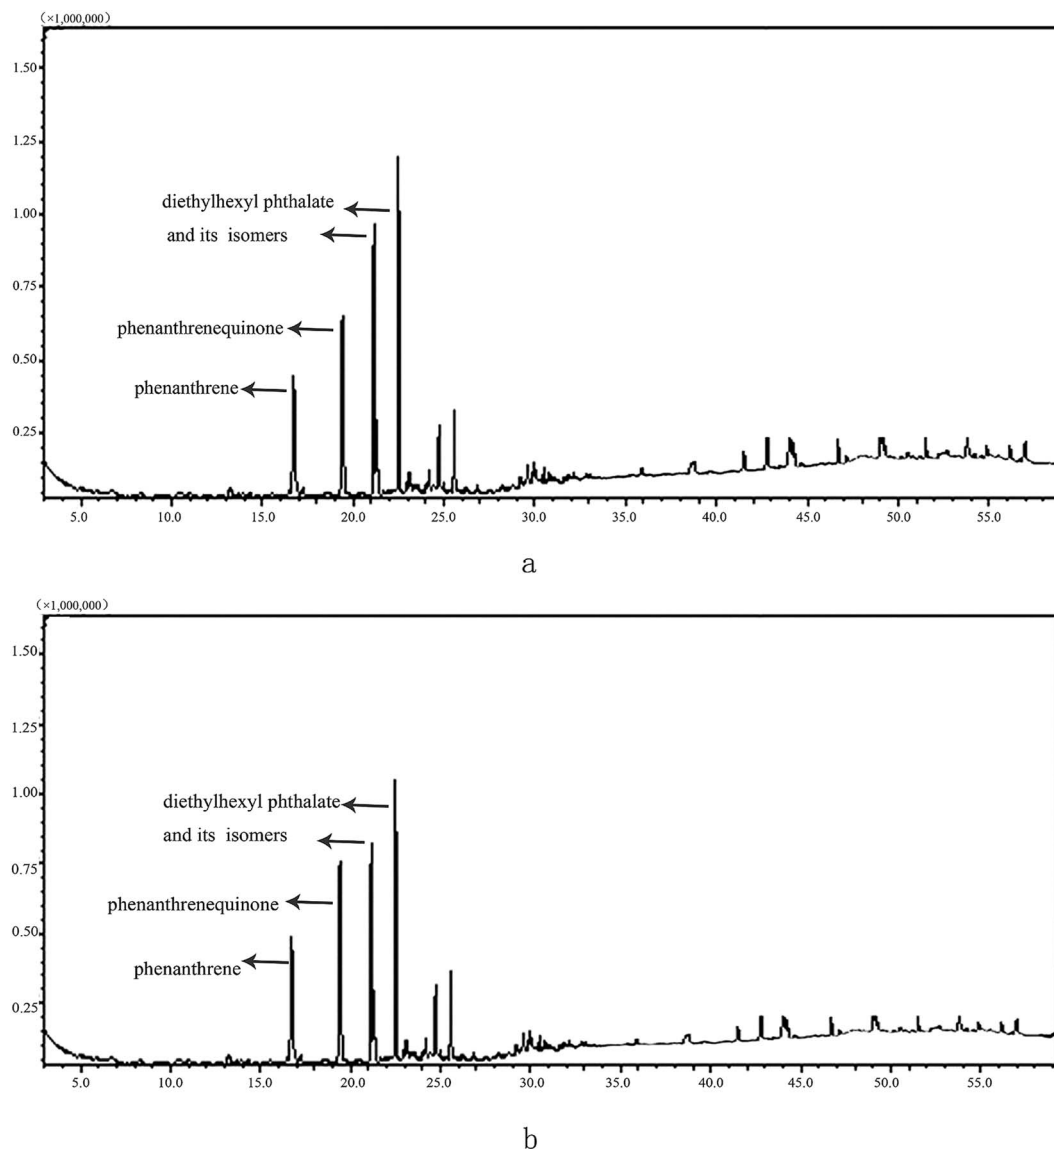 (×1,000,000)
1.50
1.25
diethylhexyl phthalate
1.00
and its isomers
0.75
phenanthrenequinone
0.50
phenanthrene
0.25
5.0 10.0 15.0 20.0 25.0 30.0 35.0 40.0 45.0 50.0 55.0
a
(×1,000,000)
1.50
1.25
1.00
diethylhexyl phthalate
and its isomers
0.75
phenanthrenequinone
0.50
phenanthrene
0.25
5.0 10.0 15.0 20.0 25.0 30.0 35.0 40.0 45.0 50.0 55.0
b